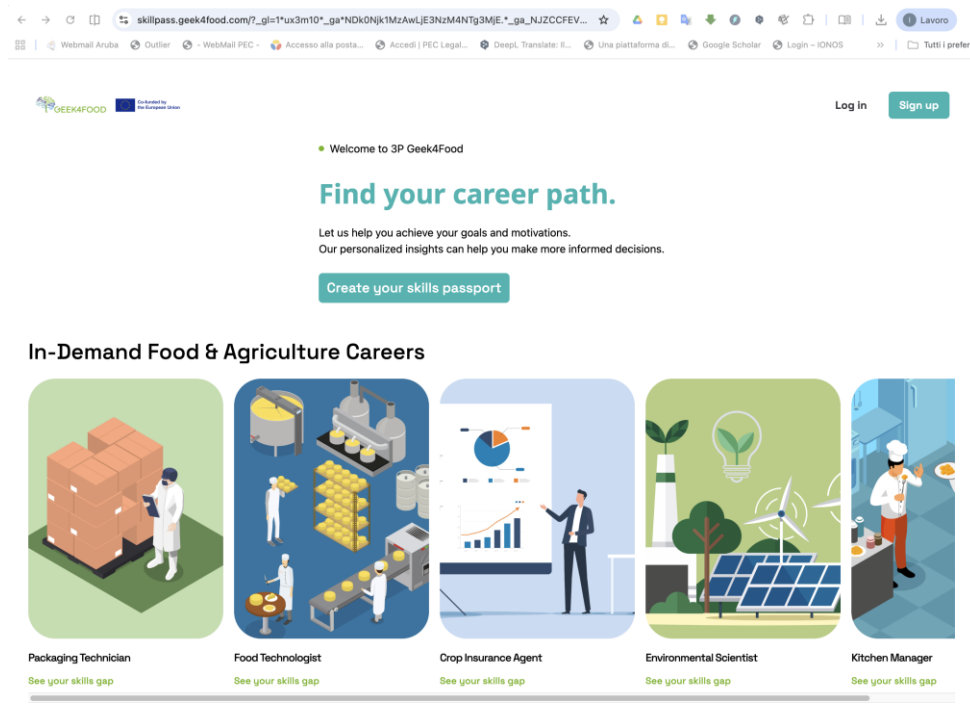 skillpass.geek4food.com/?_gl=1*ux3m10*_ga*NDk0Njk1MzAwLjE3NzM4NTg3MjE.*_ga_NJZCCFEV...
Lavoro
Webmail Aruba
Outlier
- WebMail PEC -
Accesso alla posta...
Accedi | PEC Legal...
DeepL Translate: Il...
Una piattaforma di...
Google Scholar
Login – IONOS
»
Tutti i prefer
GEEK4FOOD
Co-funded by
the European Union
Log in
Sign up
Welcome to 3P Geek4Food
Find your career path.
Let us help you achieve your goals and motivations.
Our personalized insights can help you make more informed decisions.
Create your skills passport
In-Demand Food & Agriculture Careers
Packaging Technician
Food Technologist
Crop Insurance Agent
Environmental Scientist
Kitchen Manager
See your skills gap
See your skills gap
See your skills gap
See your skills gap
See your skills gap